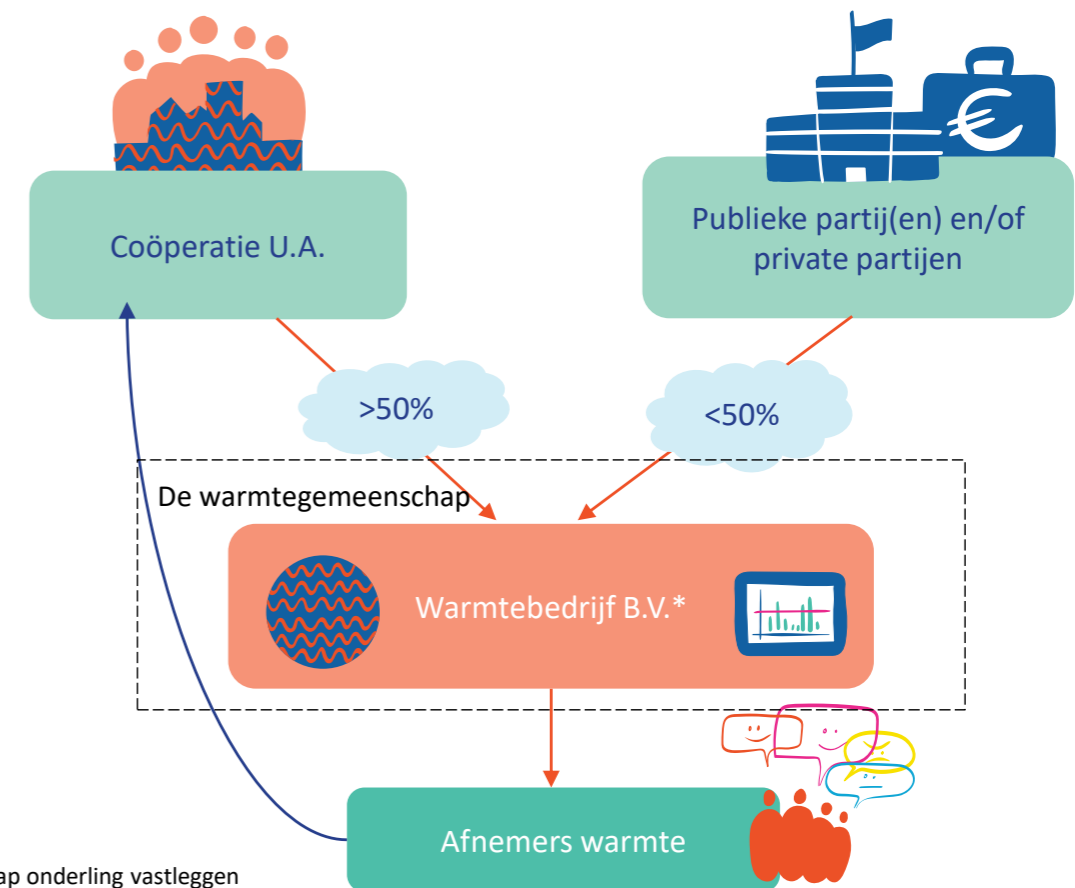 Coöperatie U.A.
Publieke partij(en) en/of
private partijen
>50%
<50%
De warmtegemeenschap
Warmtebedrijf B.V.*
€
Afnemers warmte
ap onderling vastleggen